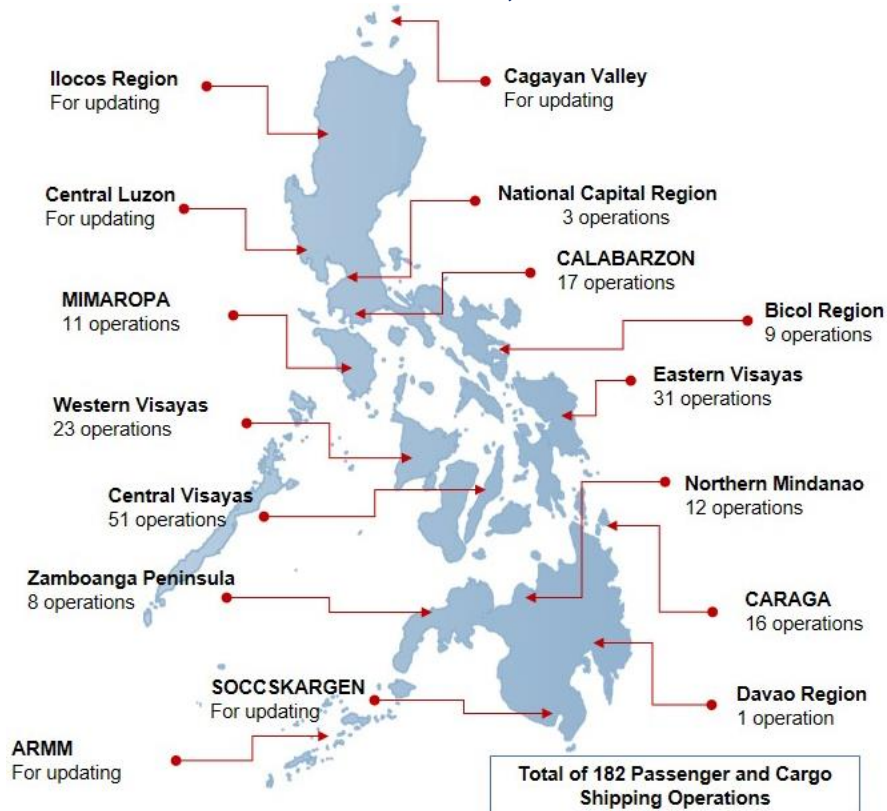 Ilocos Region
For updating
Cagayan Valley
For updating
Central Luzon
For updating
National Capital Region
3 operations
CALABARZON
17 operations
MIMAROPA
11 operations
Bicol Region
9 operations
Eastern Visayas
31 operations
Western Visayas
23 operations
Northern Mindanao
12 operations
Central Visayas
51 operations
Zamboanga Peninsula
8 operations
CARAGA
16 operations
SOCCSKARGEN
For updating
Davao Region
1 operation
ARMM
For updating
Total of 182 Passenger and Cargo
Shipping Operations